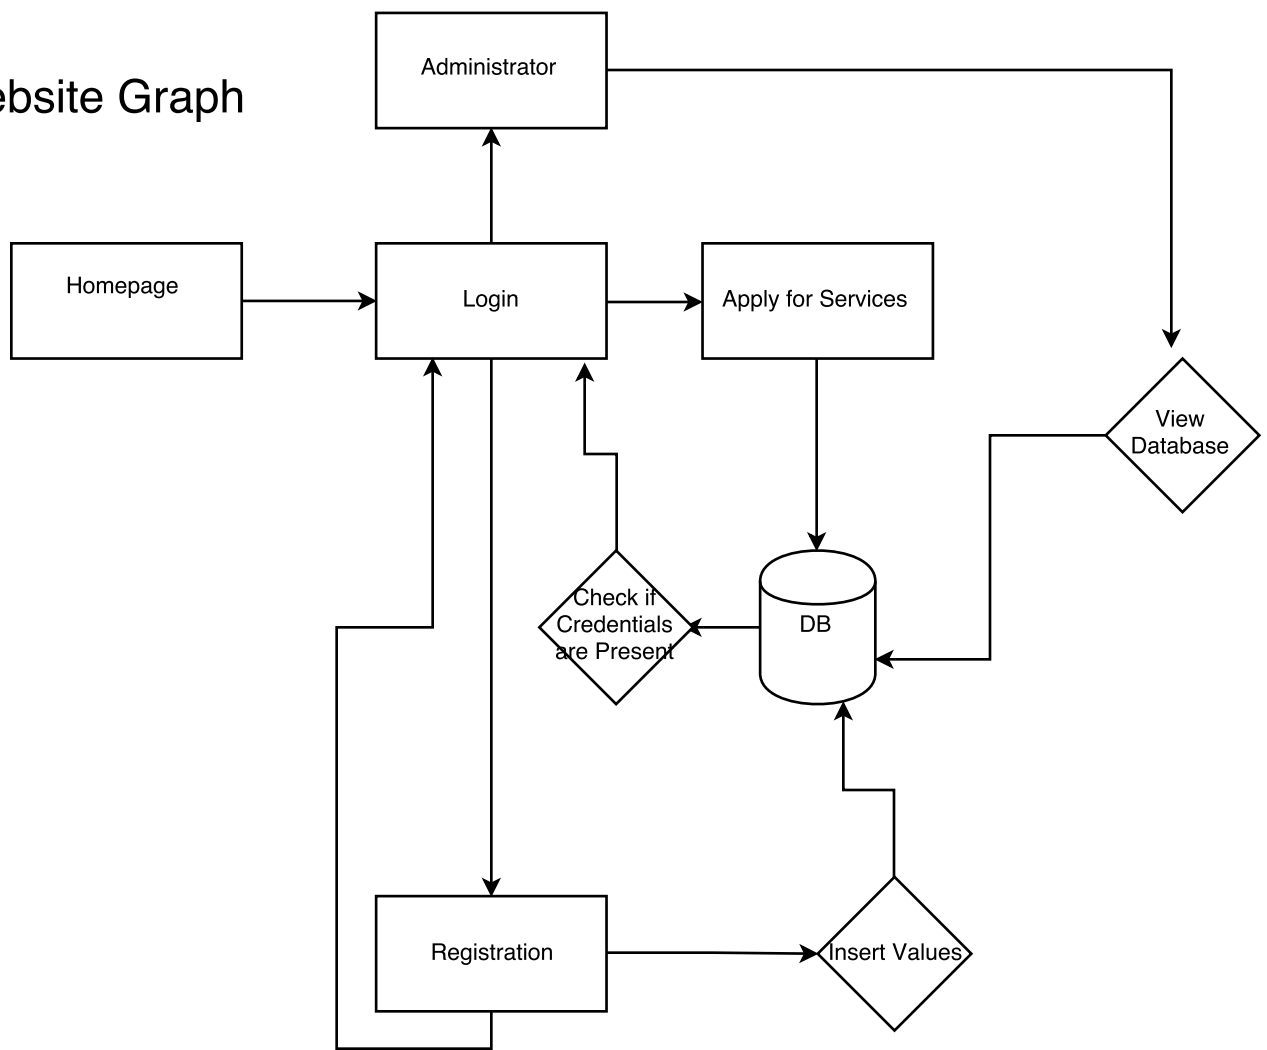 Administrator
ebsite Graph
Homepage
Login
Apply for Services
View
Database
Check if
Credentials
are Present
DB
Registration
Insert Values